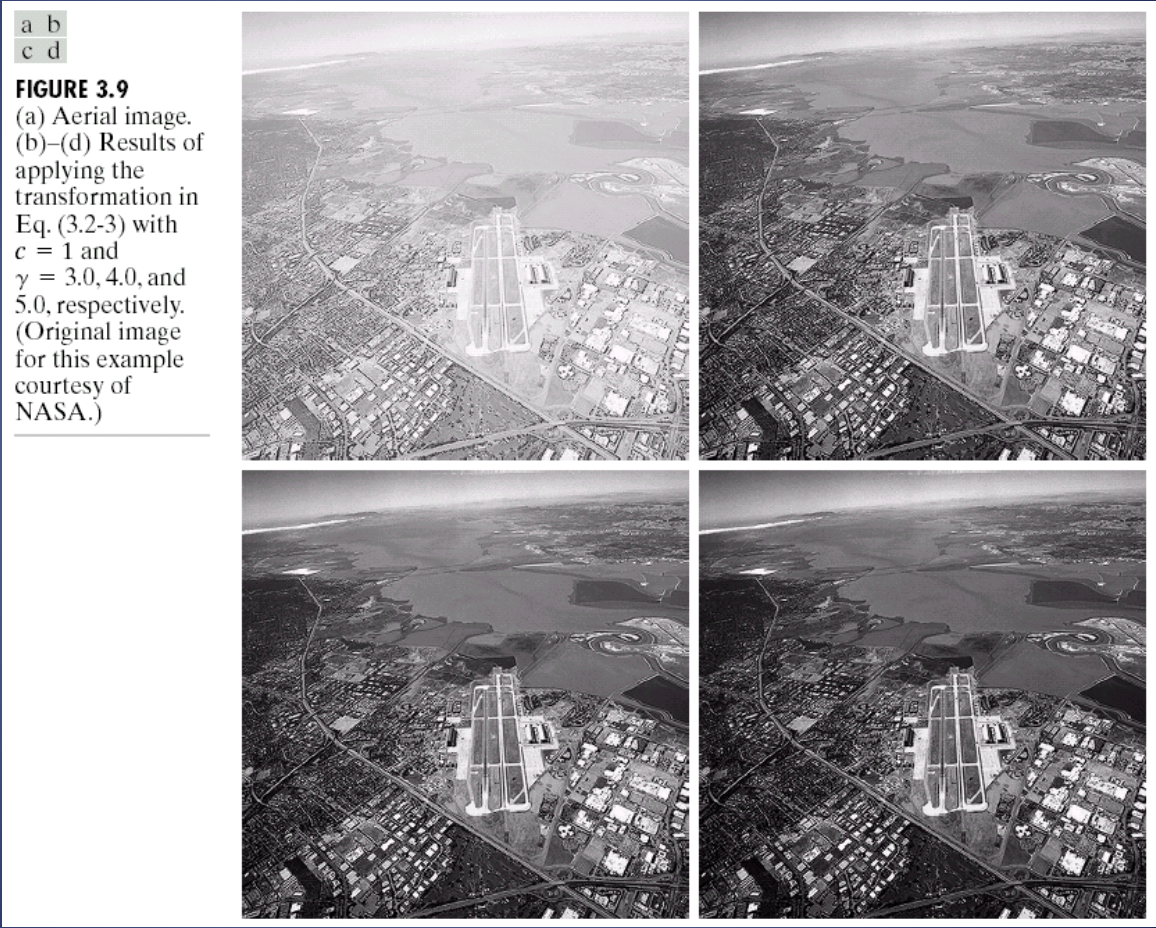 a b
c d
FIGURE 3.9
(a) Aerial image.
(b)–(d) Results of
applying the
transformation in
Eq. (3.2-3) with
c = 1 and
γ = 3.0, 4.0, and
5.0, respectively.
(Original image
for this example
courtesy of
NASA.)